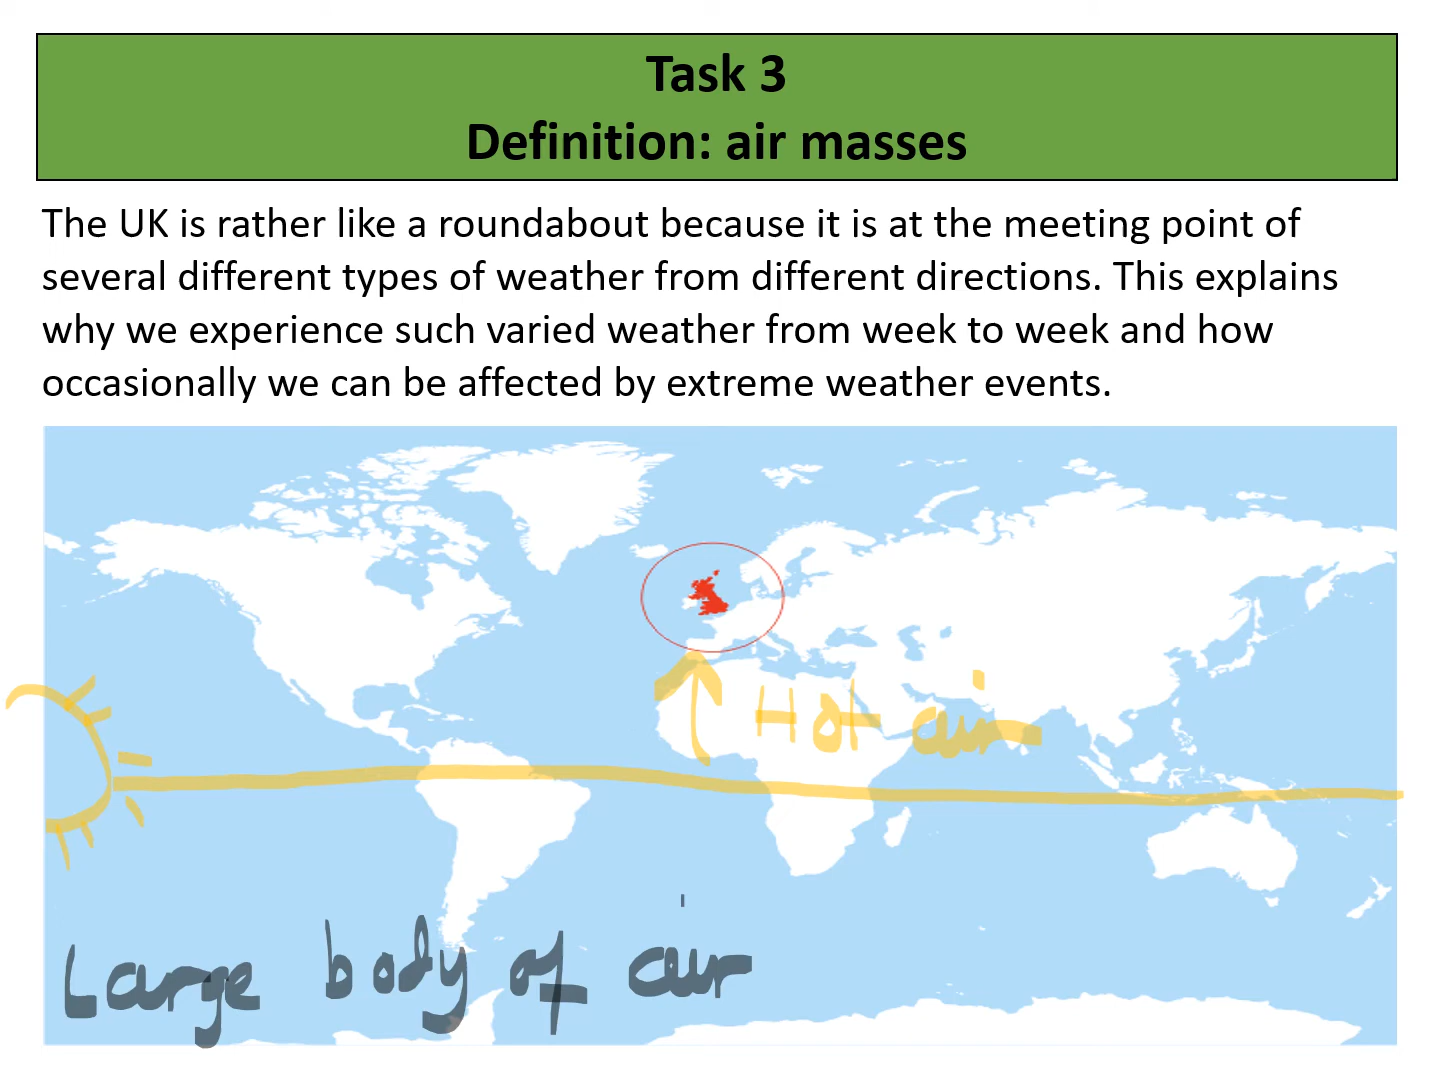 Task 3
Definition: air masses
The UK is rather like a roundabout because it is at the meeting point of
several different types of weather from different directions. This explains
why we experience such varied weather from week to week and how
occasionally we can be affected by extreme weather events.
Hot air
Large body of air